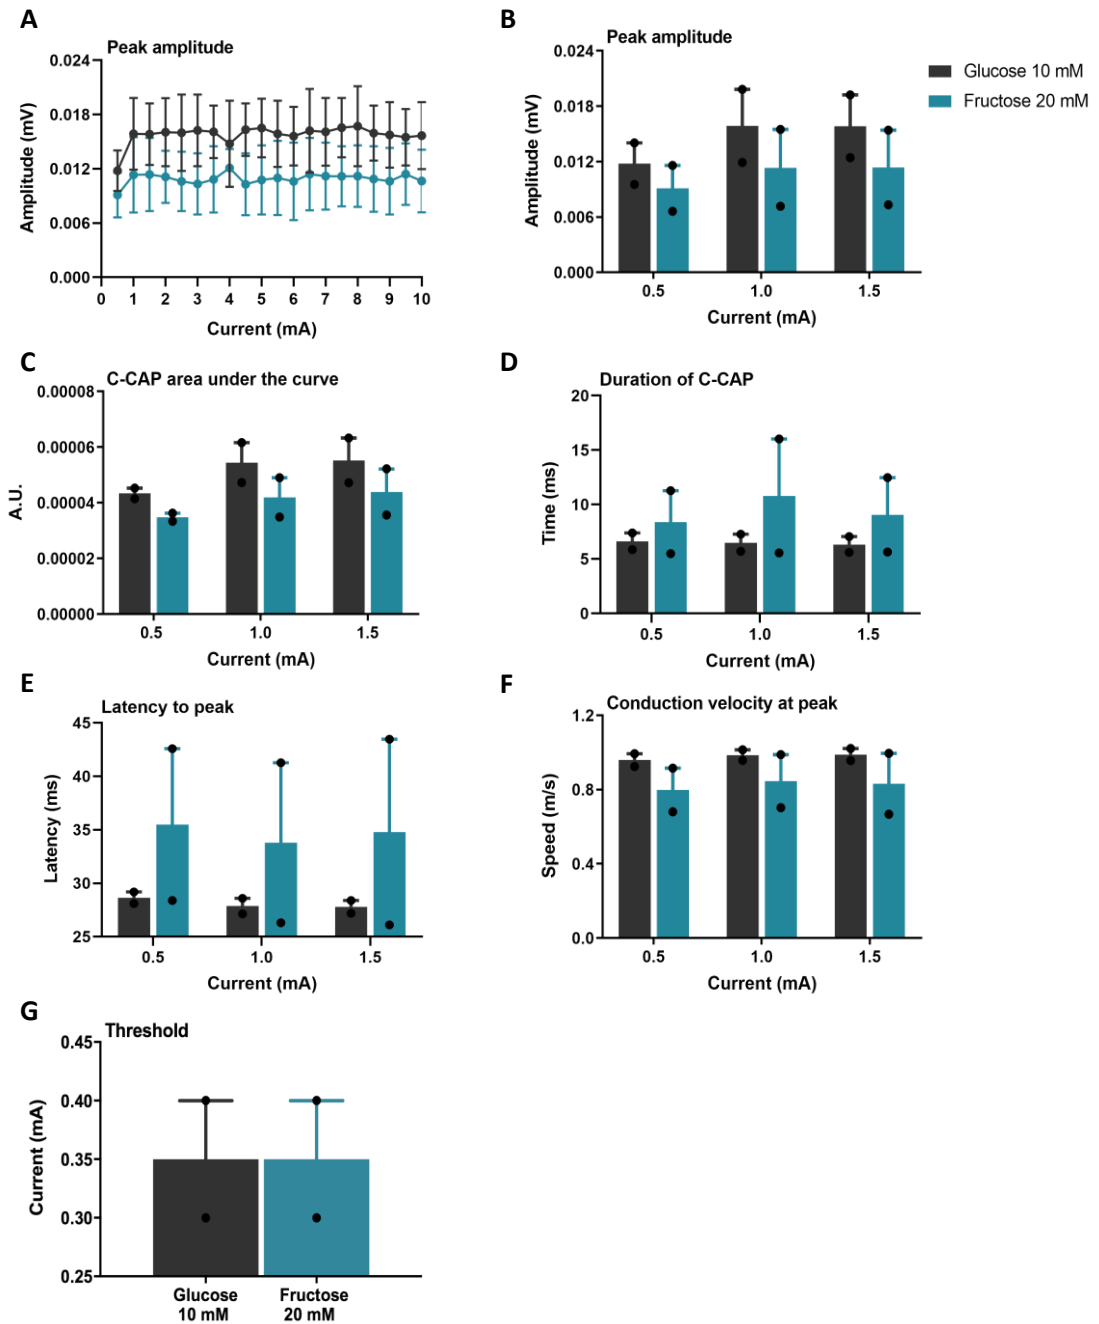 A
Peak amplitude
0.024
0.018
0.012
0.006
0.000
Amplitude (mV)
0 1 2 3 4 5 6 7 8 9 10
Current (mA)
B
Peak amplitude
0.024
0.018
0.012
0.006
0.000
Amplitude (mV)
0.5 1.0 1.5
Current (mA)
Glucose 10 mM
Fructose 20 mM
C
C-CAP area under the curve
0.00008
0.00006
0.00004
0.00002
0.00000
A.U.
0.5 1.0 1.5
Current (mA)
D
Duration of C-CAP
20
15
10
5
0
Time (ms)
0.5 1.0 1.5
Current (mA)
E
Latency to peak
45
40
35
30
25
Latency (ms)
0.5 1.0 1.5
Current (mA)
F
Conduction velocity at peak
1.2
0.8
0.4
0.0
Speed (m/s)
0.5 1.0 1.5
Current (mA)
G
Threshold
0.45
0.40
0.35
0.30
0.25
Current (mA)
Glucose
10 mM
Fructose
20 mM